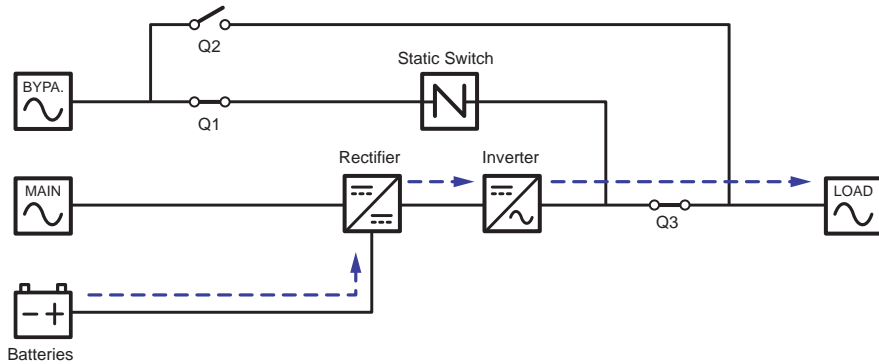 Q2
Static Switch
BYPA.
Q1
Rectifier
Inverter
MAIN
LOAD
Q3
Batteries